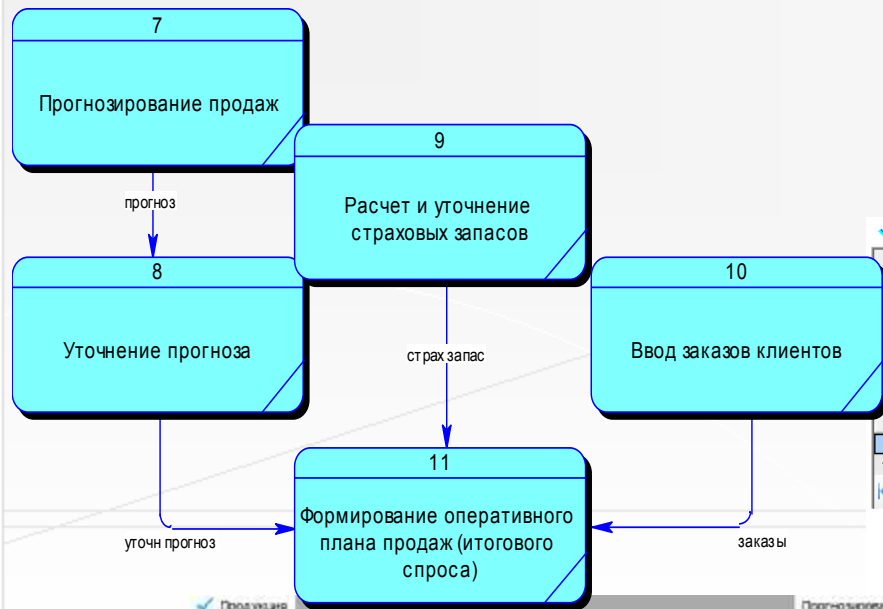 7
Прогнозирование продаж
прогноз
9
Расчет и уточнение
страховых запасов
8
Уточнение прогноза
страх запас
10
Ввод заказов клиентов
11
Формирование оперативного
плана продаж (итогового
спроса)
уточн прогноз
заказы
Продукция